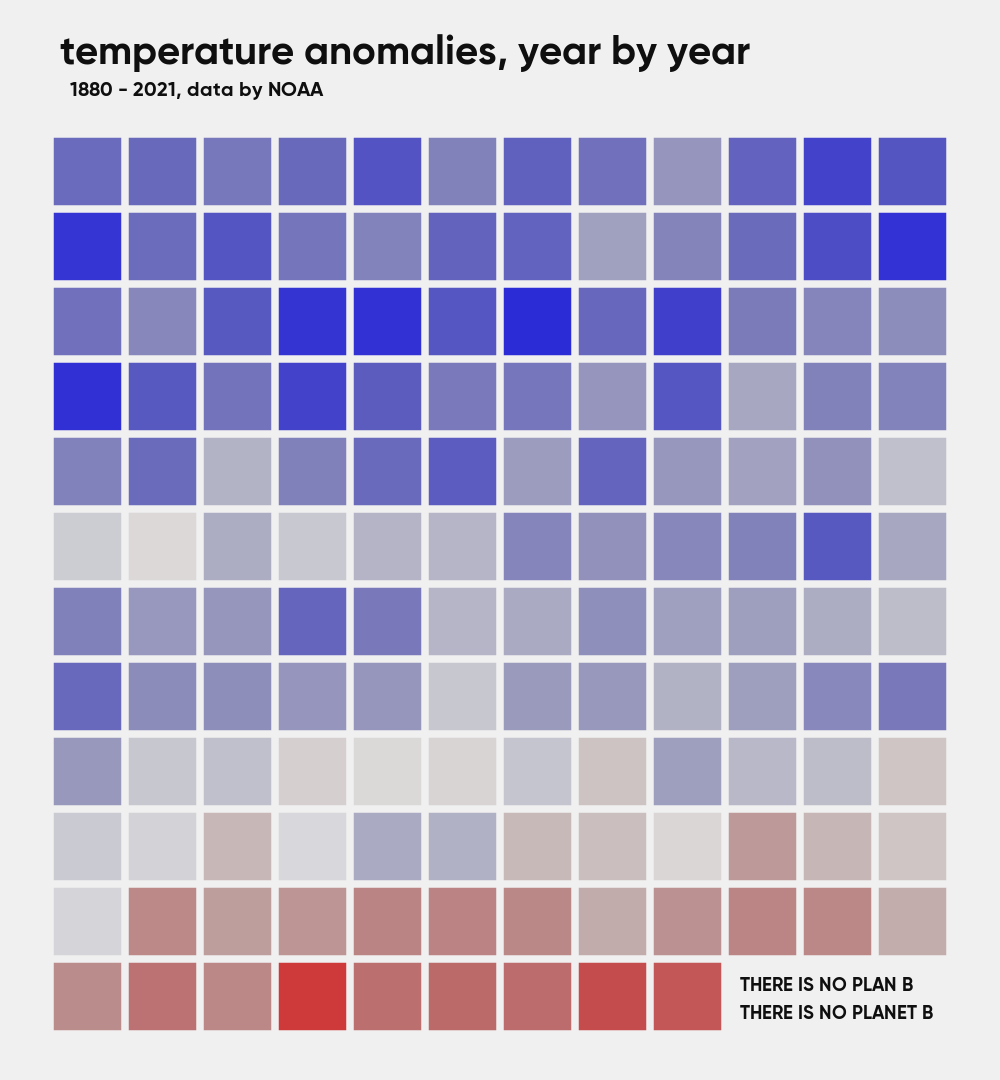 temperature anomalies, year by year
1880 - 2021, data by NOAA
THERE IS NO PLAN B
THERE IS NO PLANET B